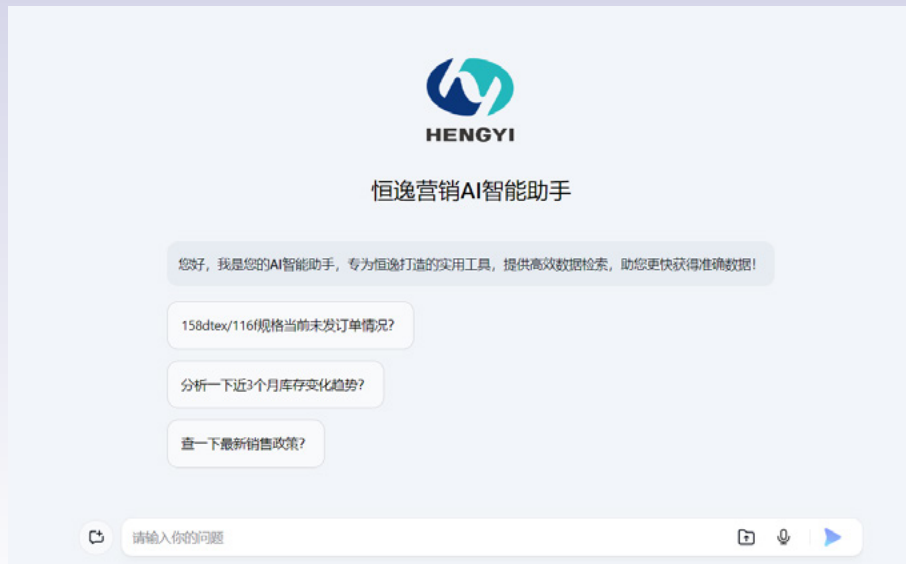 HENGYI
恒逸营销AI智能助手
您好，我是您的AI智能助手，专为恒逸打造的实用工具，提供高效数据检索，助您更快获得准确数据！
158dtex/116f规格当前未发订单情况？
分析一下近3个月库存变化趋势？
查一下最新销售政策？
请输入你的问题